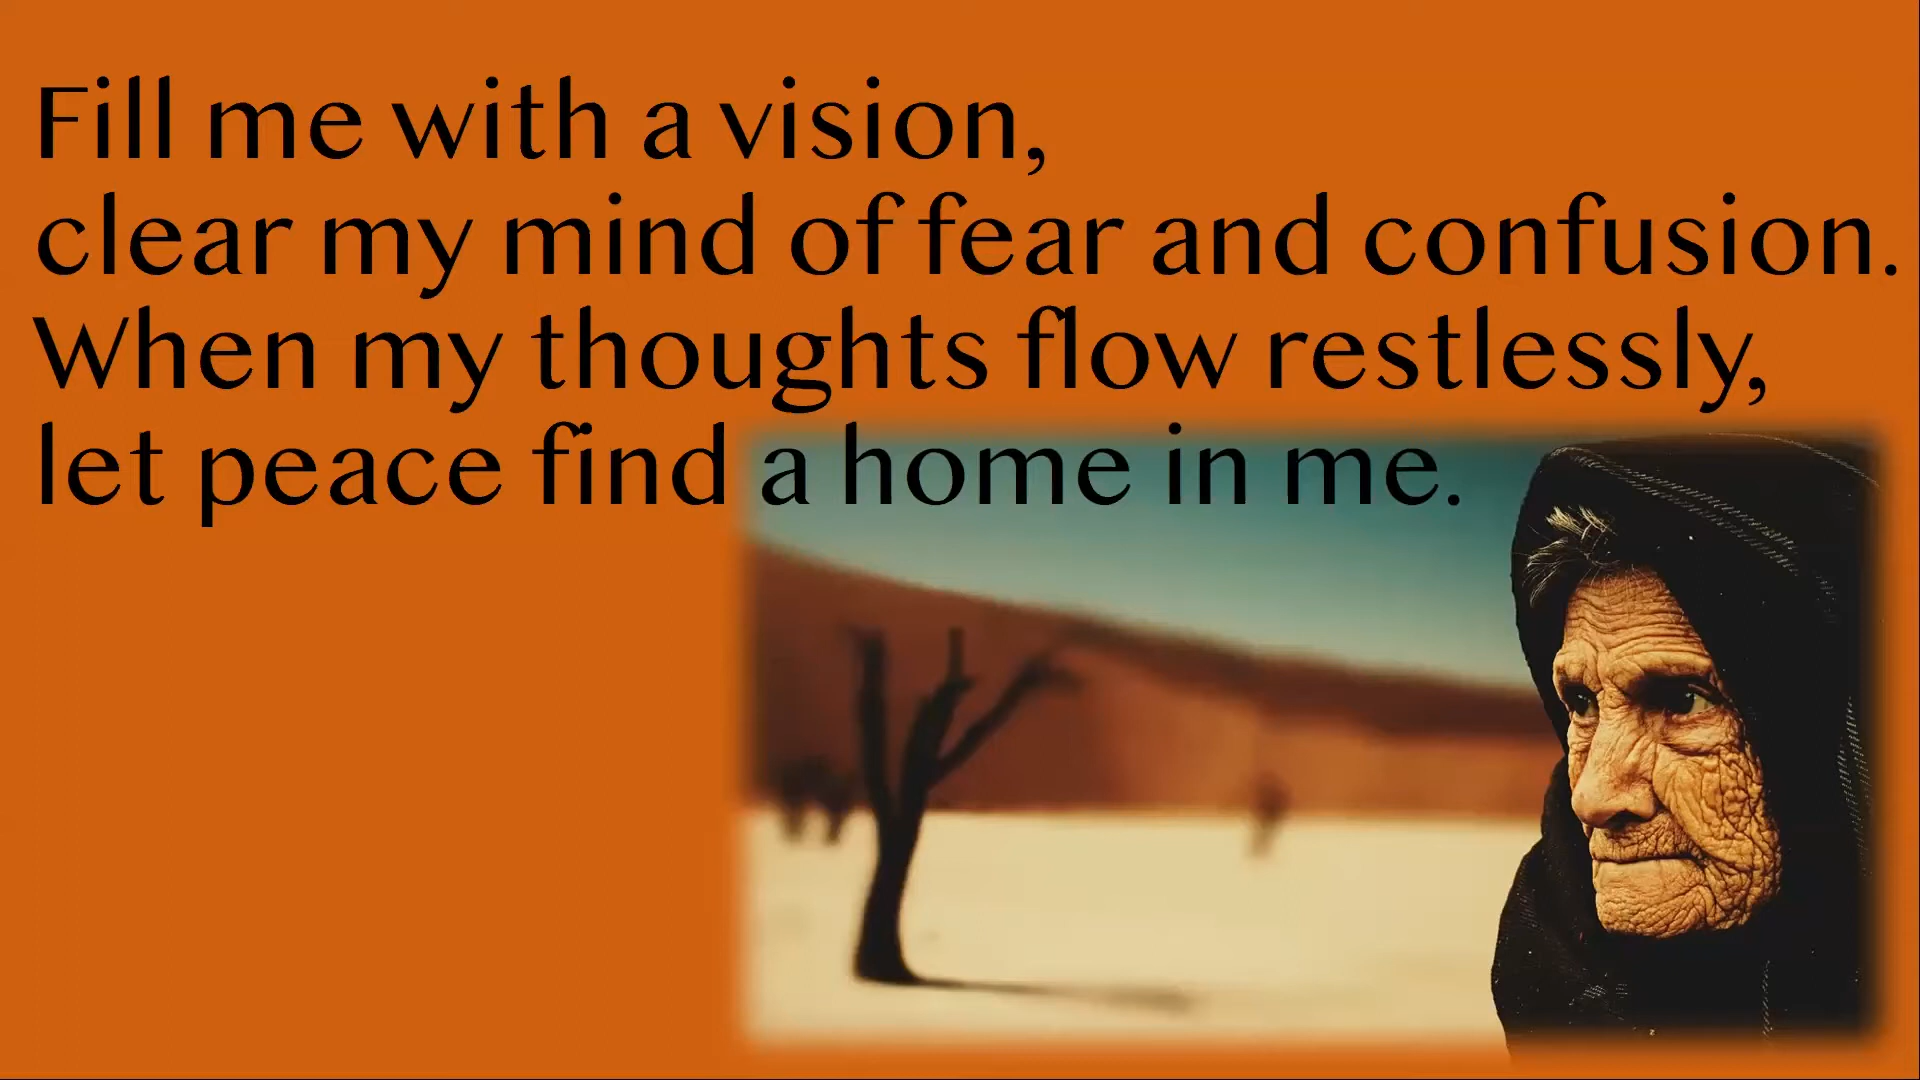 Fill me with a vision,
clear my mind of fear and confusion.
When my thoughts flow restlessly,
let peace find a home in me.